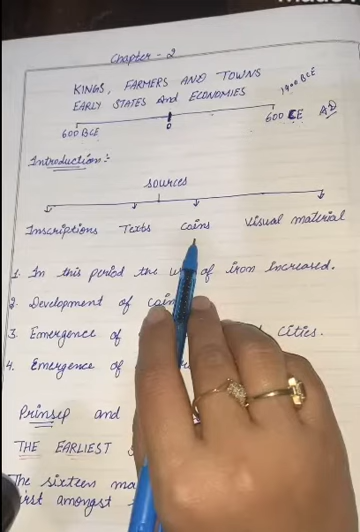 Chapter - 2
KINGS, FARMERS AND TOWNS
EARLY STATES AND ECONOMIES
1900 BCE
600 BCE
0
600 CE
AD
Introduction :-
Sources
Inscriptions Texts Coins Visual material
1. In this period the of iron increased.
2. Development of
3. Emergence of Cities.
4. Emergence of
Prinsep and
THE EARLIEST
The sixteen
first amongst